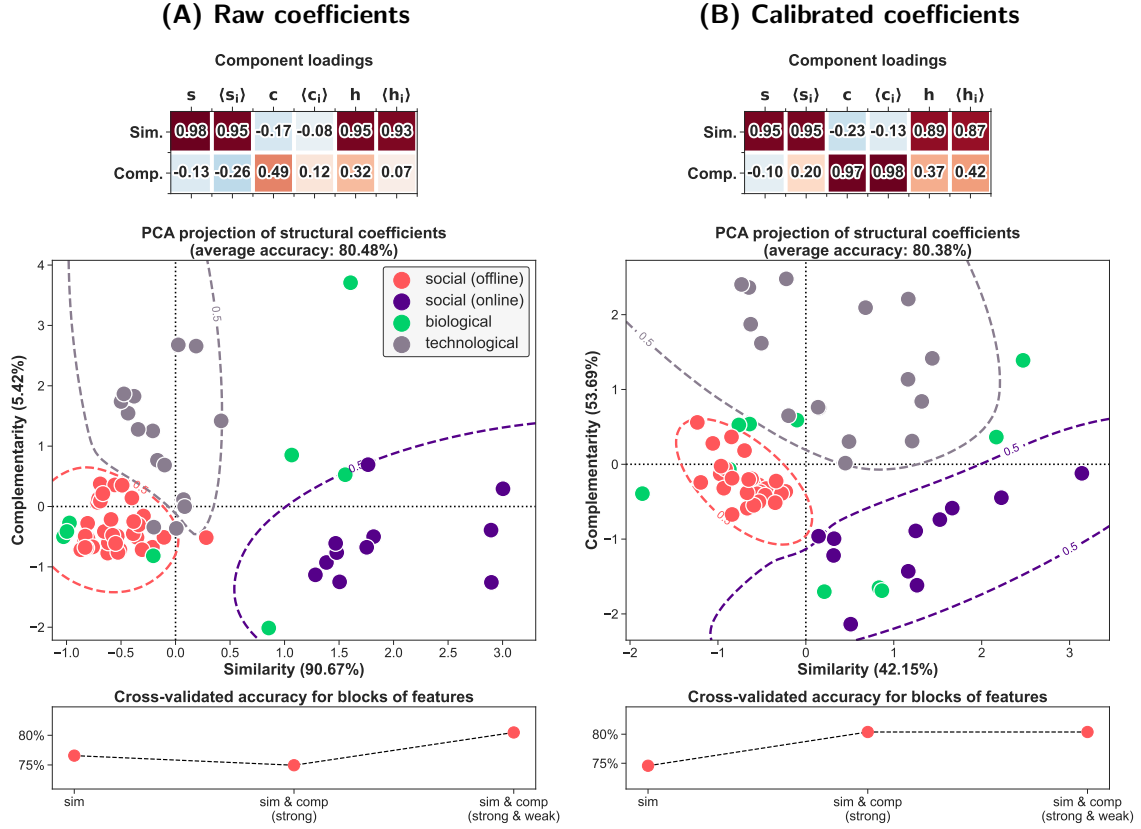 (A) Raw coefficients
Component loadings
s ⟨sᵢ⟩ c ⟨cᵢ⟩ h ⟨hᵢ⟩
Sim. 0.98 0.95 -0.17 -0.08 0.95 0.93
Comp. -0.13 -0.26 0.49 0.12 0.32 0.07
PCA projection of structural coefficients
(average accuracy: 80.48%)
Complementarity (5.42%)
4
3
2
1
0
−1
−2
social (offline)
social (online)
biological
technological
0.5
0.5
0.5
−1.0 −0.5 0.0 0.5 1.0 1.5 2.0 2.5 3.0
Similarity (90.67%)
Cross-validated accuracy for blocks of features
80%
75%
sim
sim & comp
(strong)
sim & comp
(strong & weak)
(B) Calibrated coefficients
Component loadings
s ⟨sᵢ⟩ c ⟨cᵢ⟩ h ⟨hᵢ⟩
Sim. 0.95 0.95 -0.23 -0.13 0.89 0.87
Comp. -0.10 0.20 0.97 0.98 0.37 0.42
PCA projection of structural coefficients
(average accuracy: 80.38%)
Complementarity (53.69%)
2
1
0
−1
−2
0.5
0.5
0.5
0.5
0.5
−2 −1 0 1 2 3
Similarity (42.15%)
Cross-validated accuracy for blocks of features
80%
75%
sim
sim & comp
(strong)
sim & comp
(strong & weak)